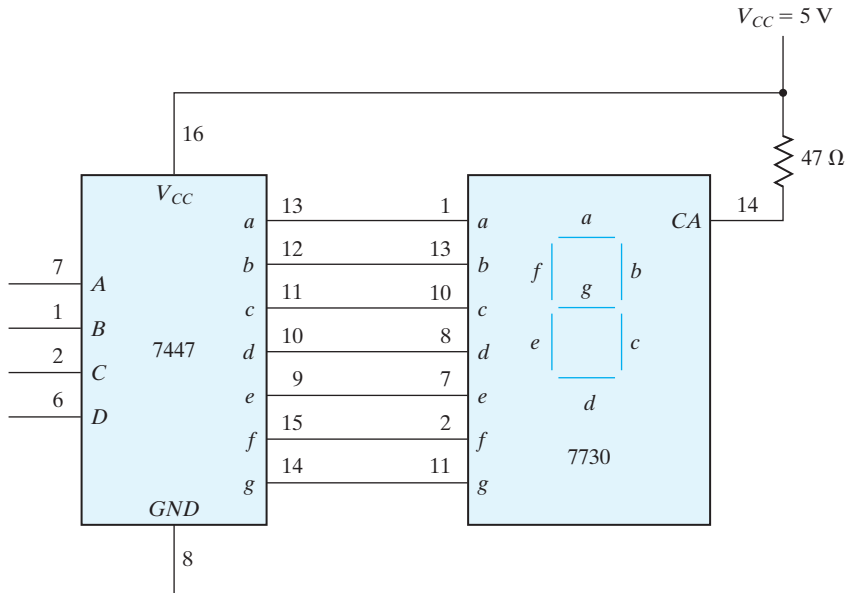 V_CC = 5 V
16
47 Ω
V_CC
13 1
14
a a a CA
12 13
b b f b
7
A
g
11 10
c c
1
B
7447
10 8
d d e c
2
C
9 7
e e
d
6
D
15 2
f f
7730
14 11
g g
GND
8